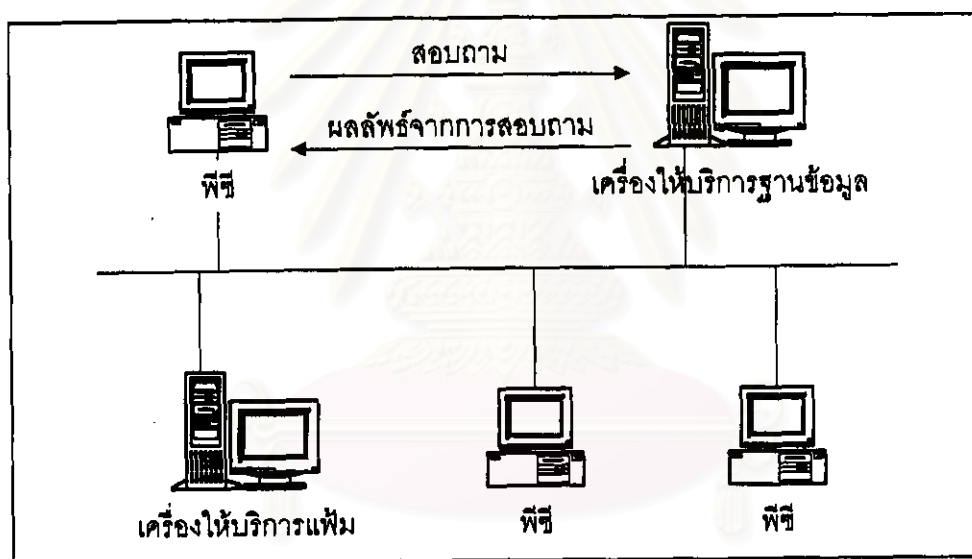 สอบถาม
ผลลัพธ์จากการสอบถาม
พีซี
เครื่องให้บริการฐานข้อมูล
เครื่องให้บริการแฟ้ม
พีซี
พีซี